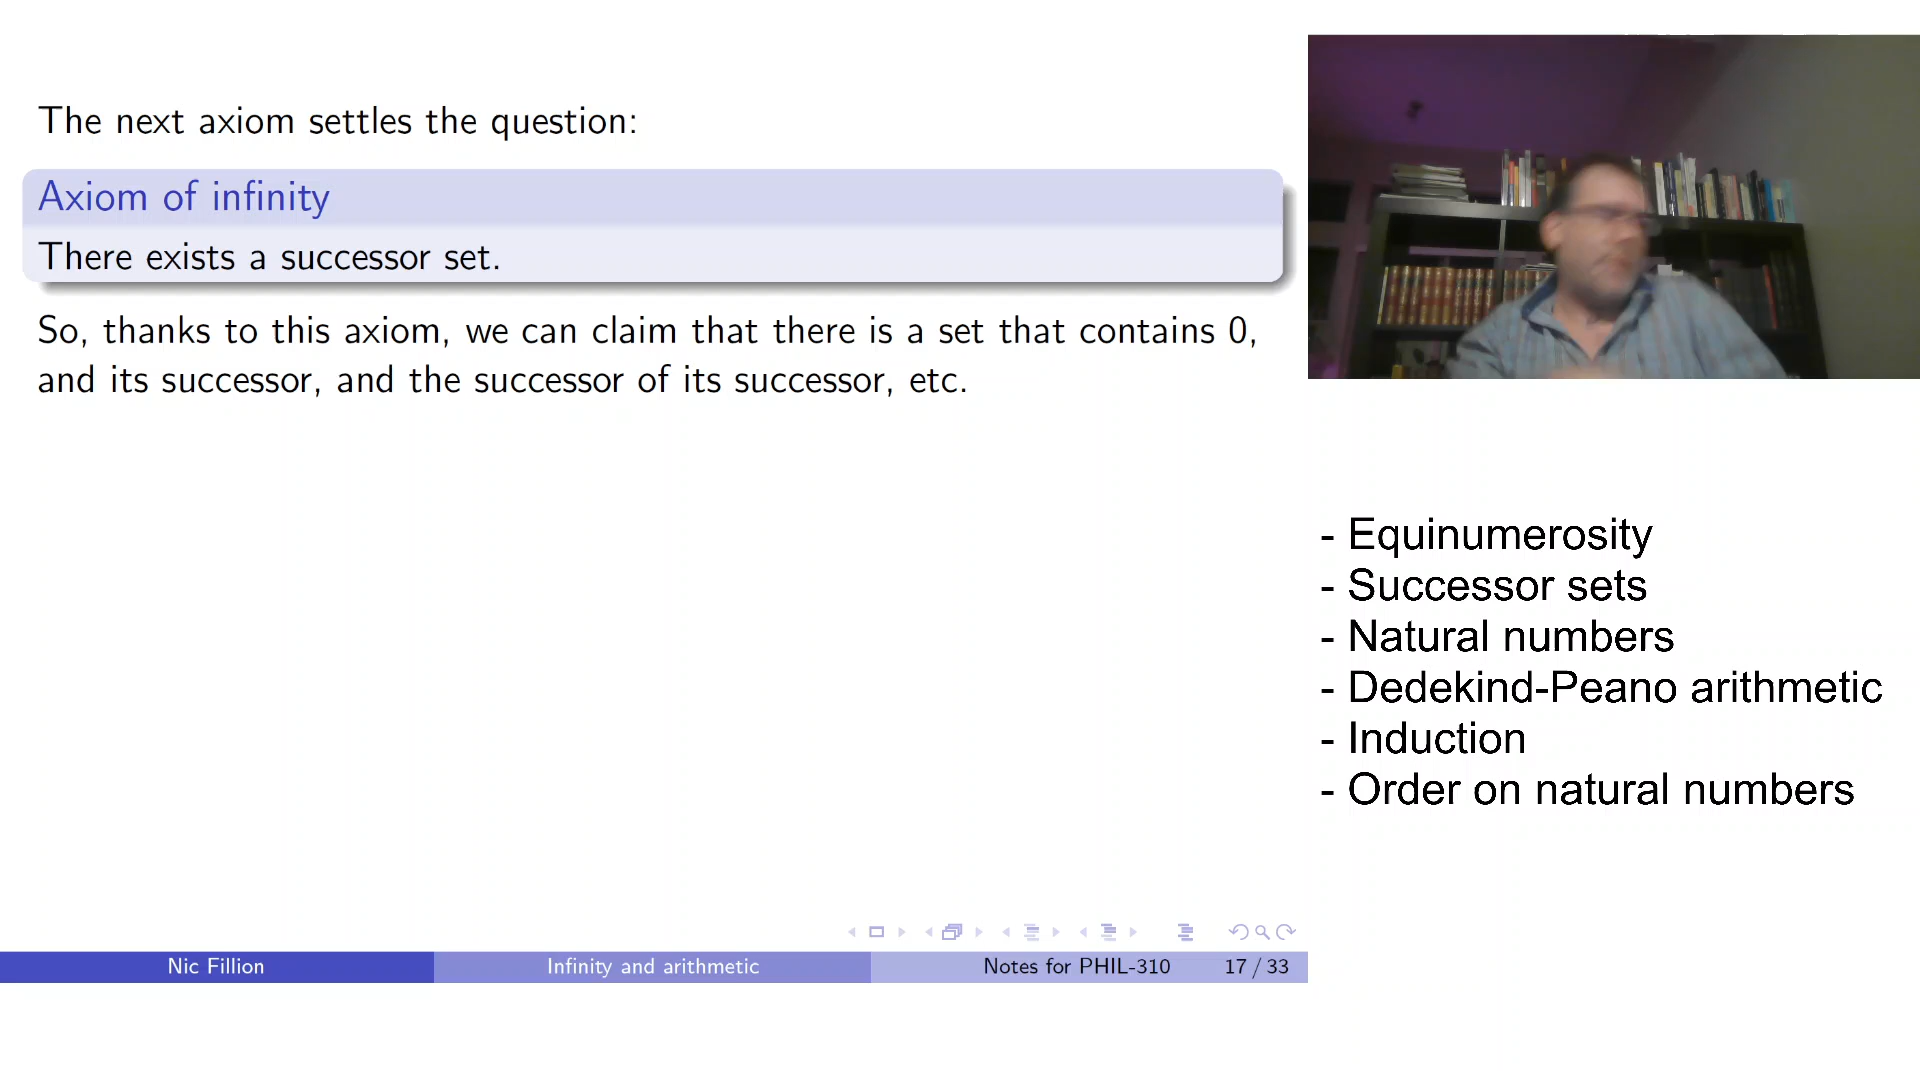 The next axiom settles the question:
Axiom of infinity
There exists a successor set.
So, thanks to this axiom, we can claim that there is a set that contains 0,
and its successor, and the successor of its successor, etc.
- Equinumerosity
- Successor sets
- Natural numbers
- Dedekind-Peano arithmetic
- Induction
- Order on natural numbers
Nic Fillion Infinity and arithmetic Notes for PHIL-310 17 / 33